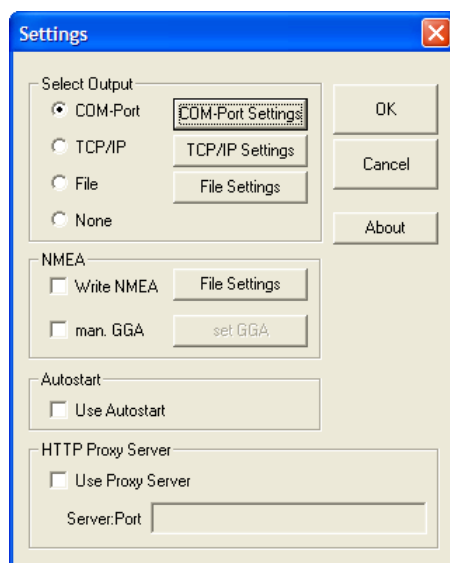 Settings
Select Output
COM-Port COM-Port Settings OK
TCP/IP TCP/IP Settings Cancel
File File Settings
None About
NMEA
Write NMEA File Settings
man. GGA set GGA
Autostart
Use Autostart
HTTP Proxy Server
Use Proxy Server
Server:Port